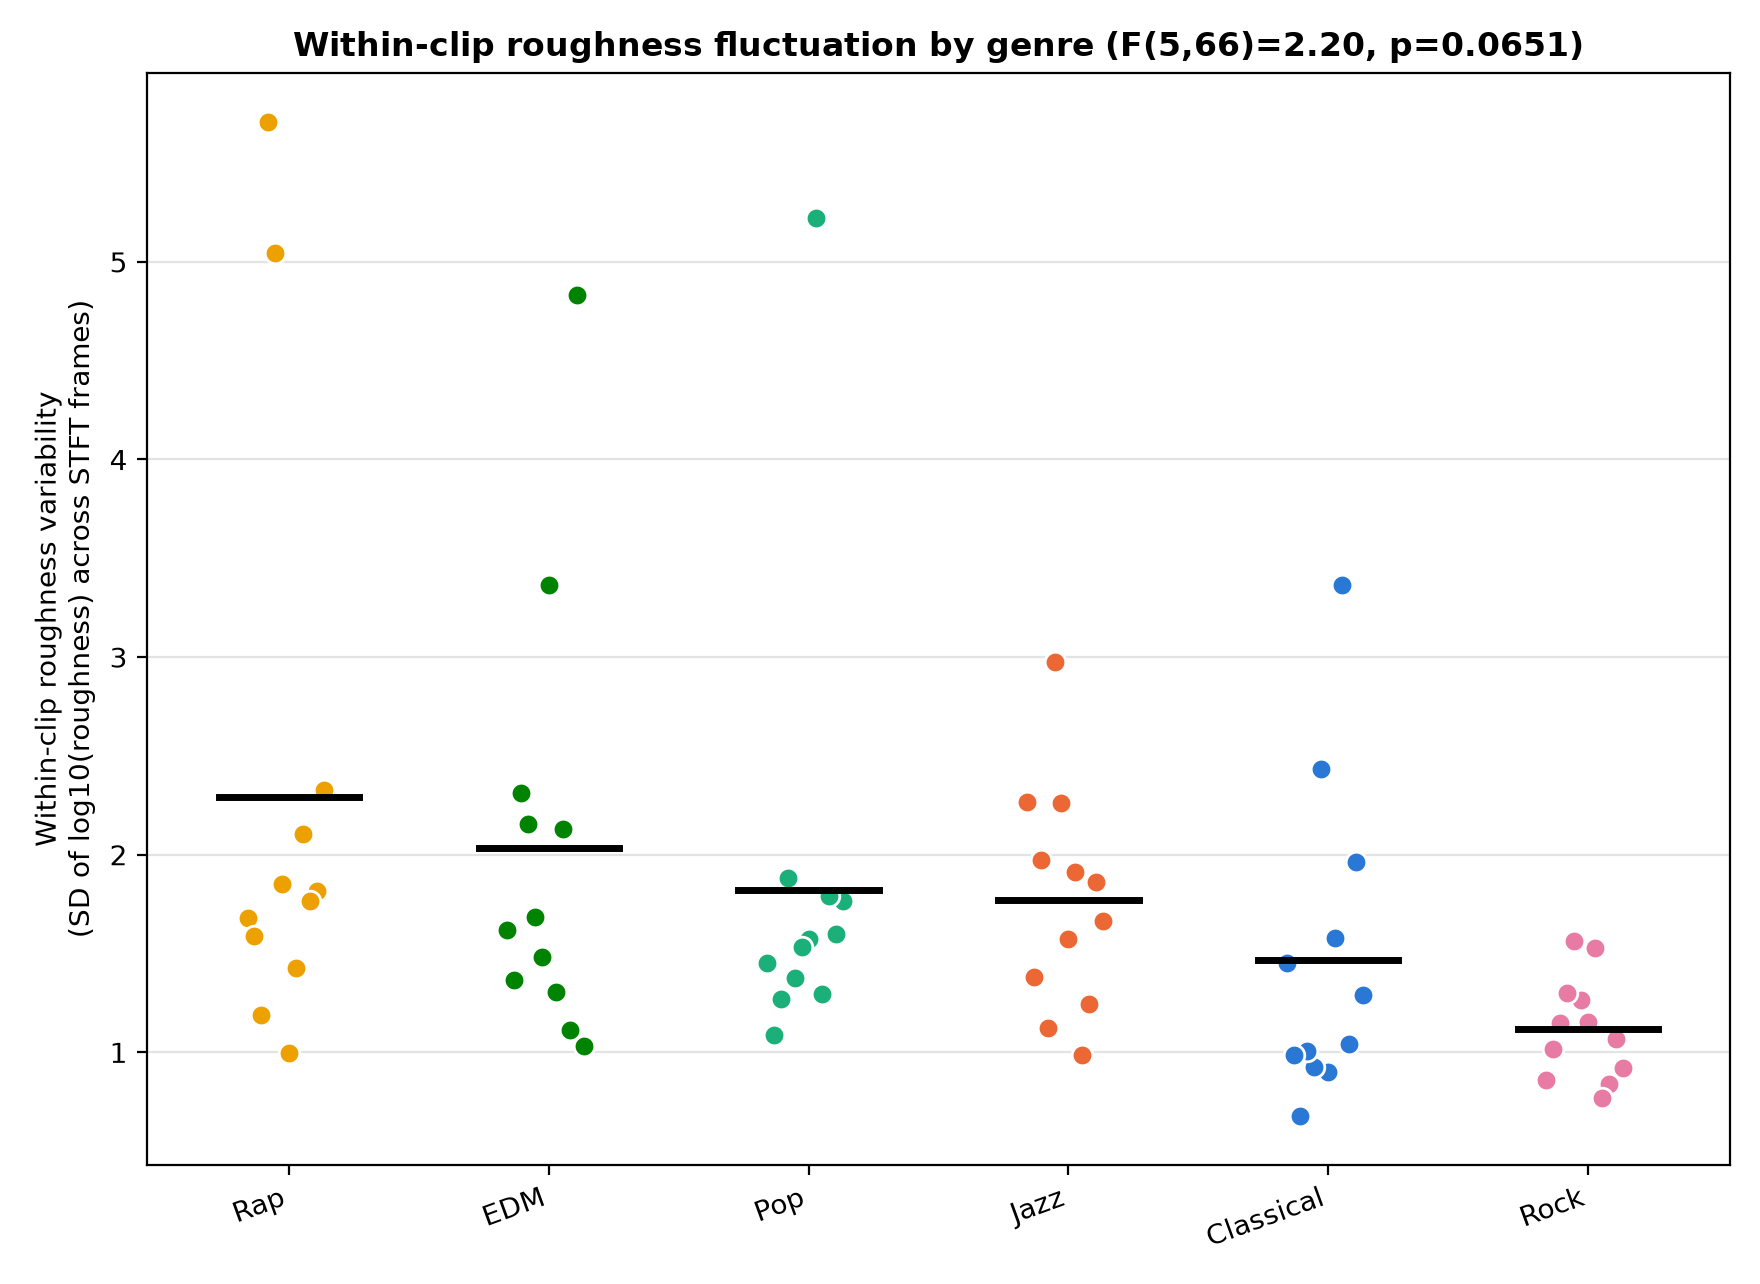 Within-clip roughness fluctuation by genre (F(5,66)=2.20, p=0.0651)
Within-clip roughness variability
(SD of log10(roughness) across STFT frames)
5
4
3
2
1
Rap
EDM
Pop
Jazz
Classical
Rock